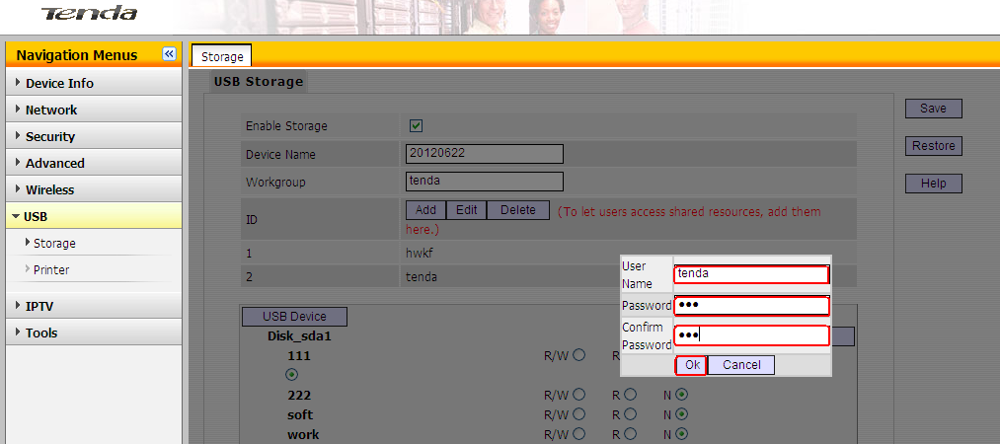 Tenda
Navigation Menus
Storage
Device Info
Network
Security
Advanced
Wireless
USB
Storage
Printer
IPTV
Tools
USB Storage
Save
Restore
Help
Enable Storage
Device Name 20120622
Workgroup tenda
ID Add Edit Delete (To let users access shared resources, add them
here.)
1 hwkf
2 tenda
User
Name tenda
Password ●●●
Confirm
Password ●●●
Ok Cancel
USB Device
Disk_sda1
111 R/W R
222 R/W R N
soft R/W R N
work R/W R N